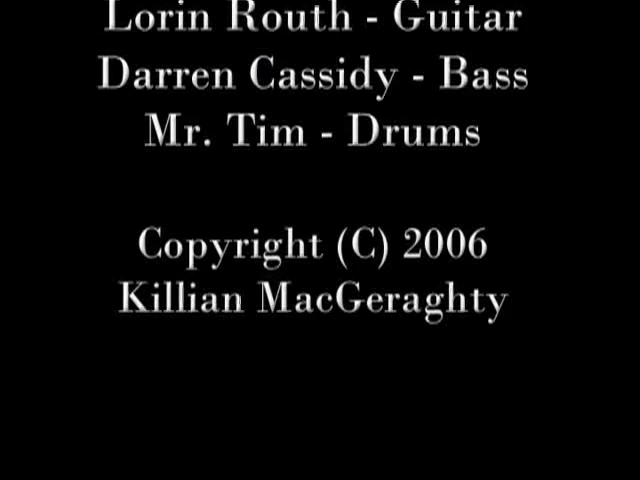 Lorin Routh - Guitar
Darren Cassidy - Bass
Mr. Tim - Drums
Copyright (C) 2006
Killian MacGeraghty